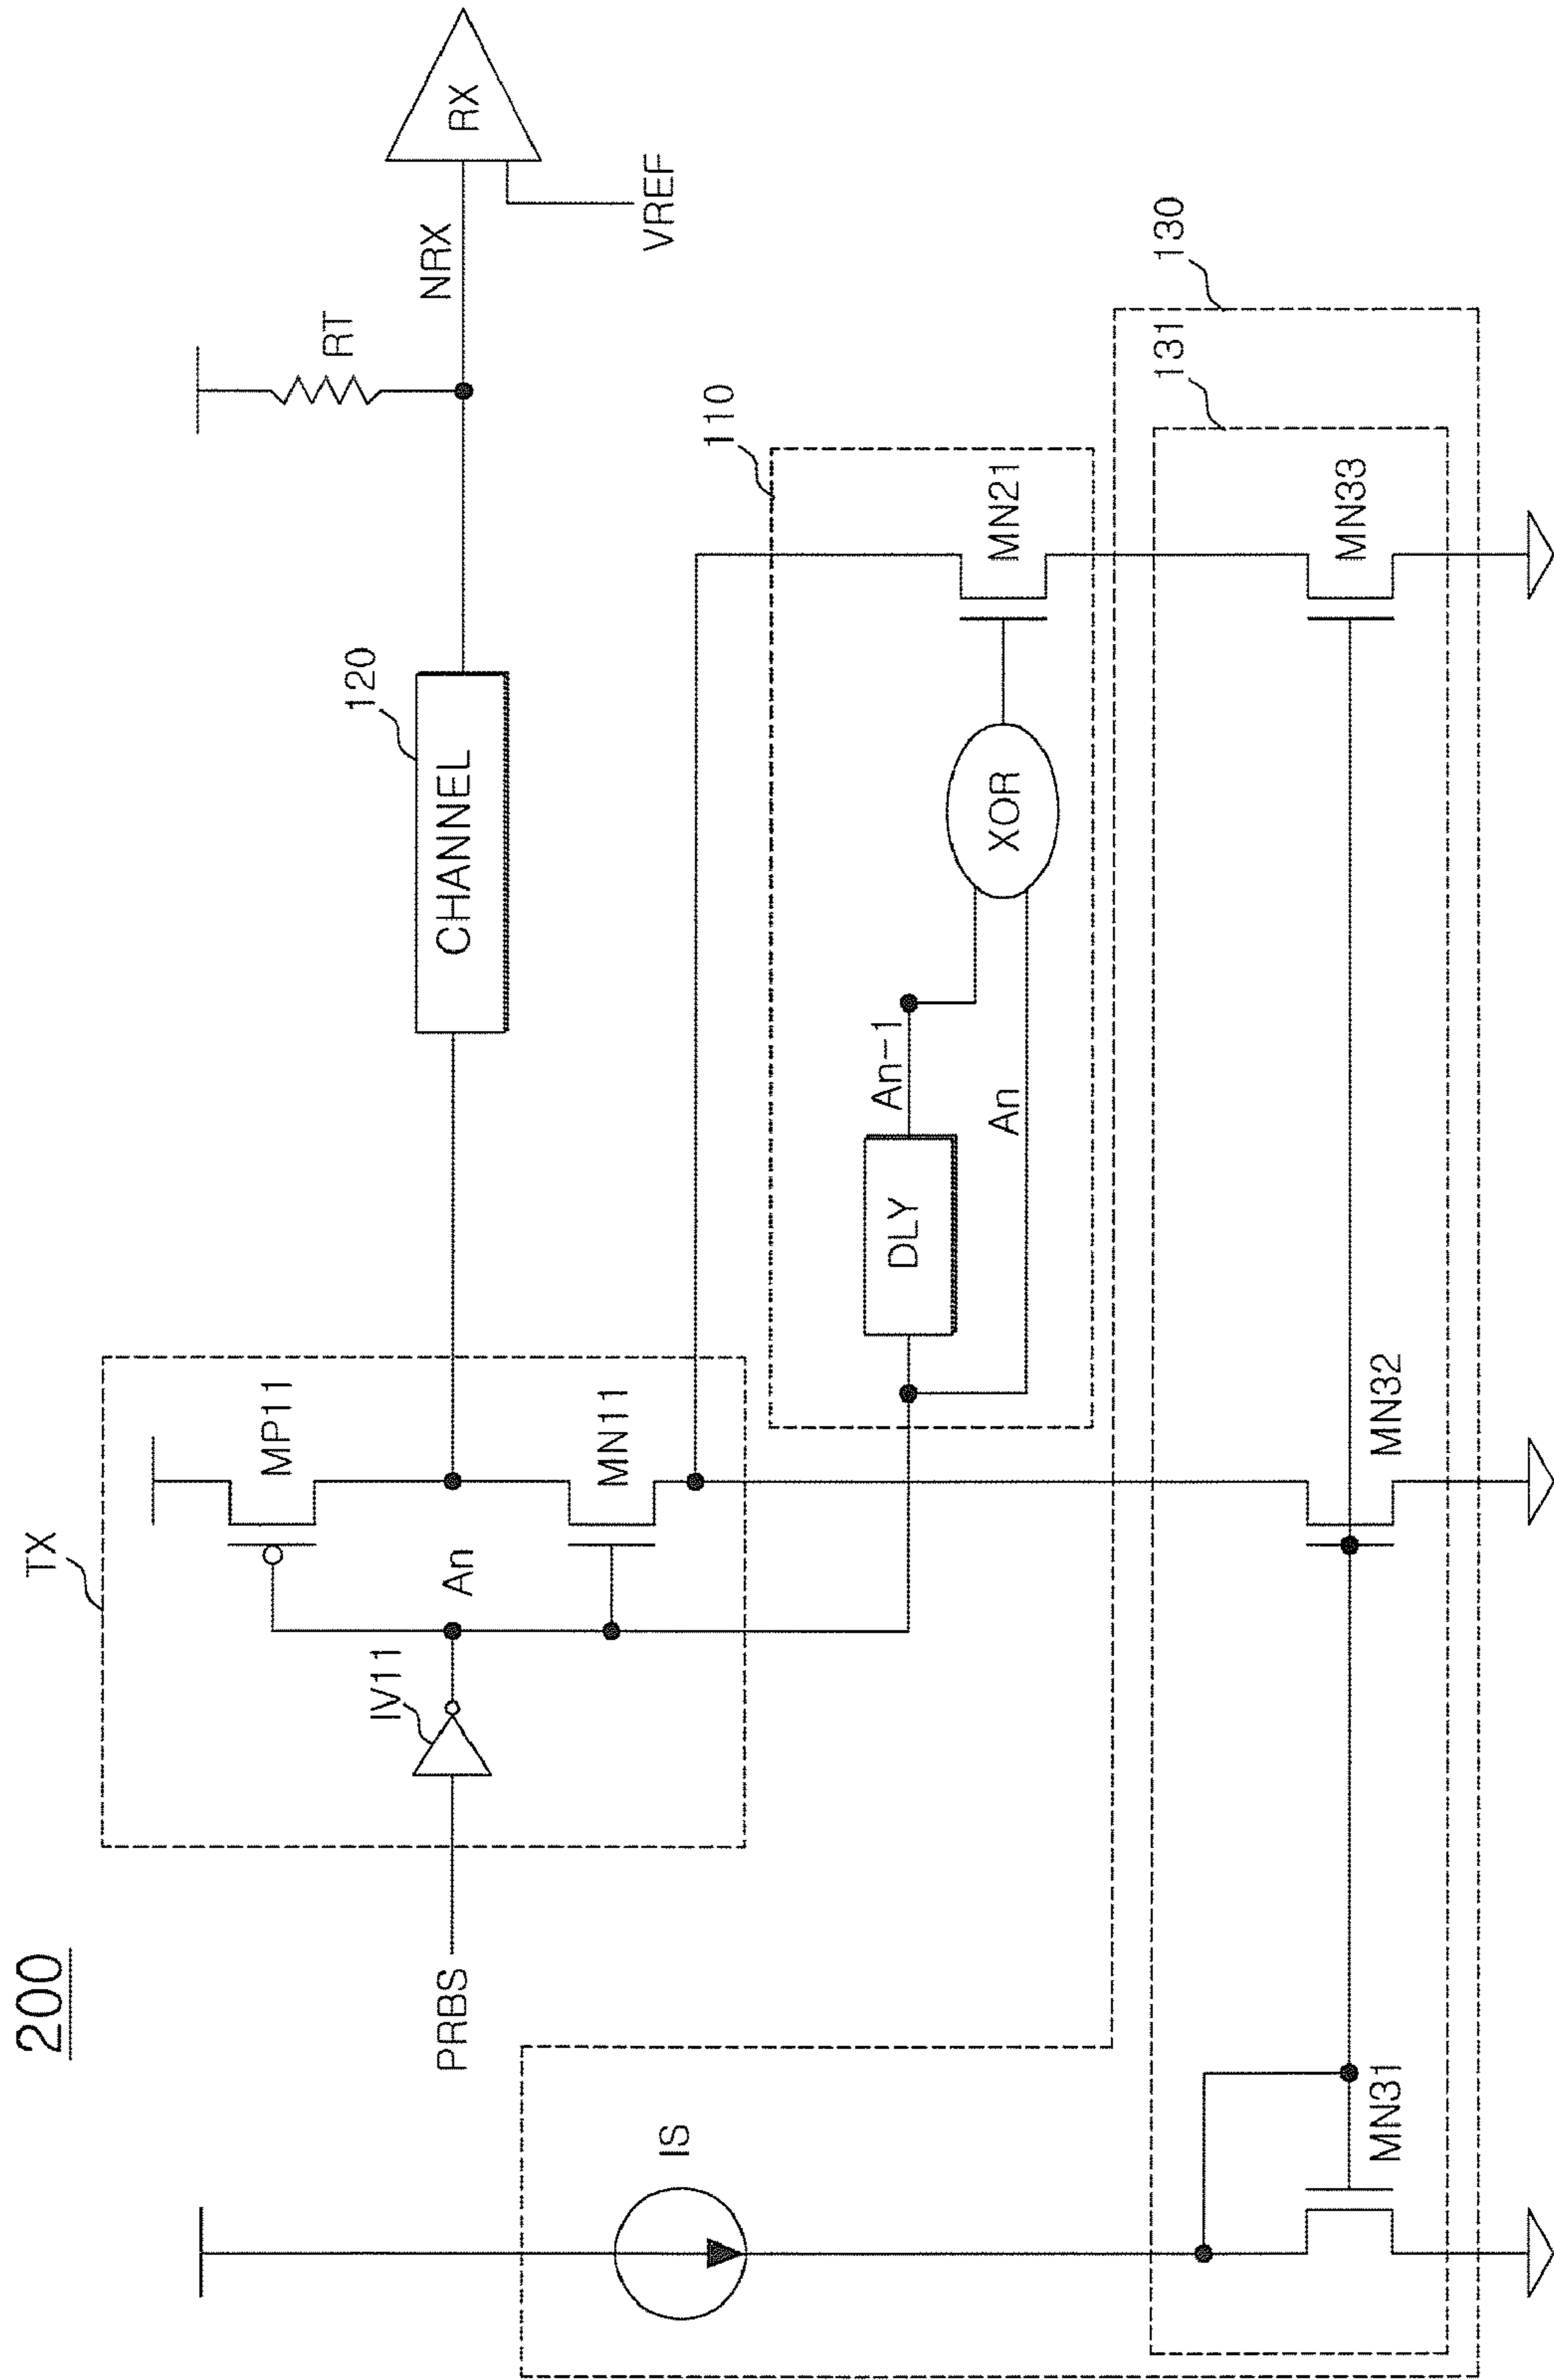 200
TX
PRBS
IV11
An
MP11
MN11
120
CHANNEL
RT
NRX
RX
VREF
110
DLY
An-1
An
XOR
MN21
130
131
IS
MN31
MN32
MN33